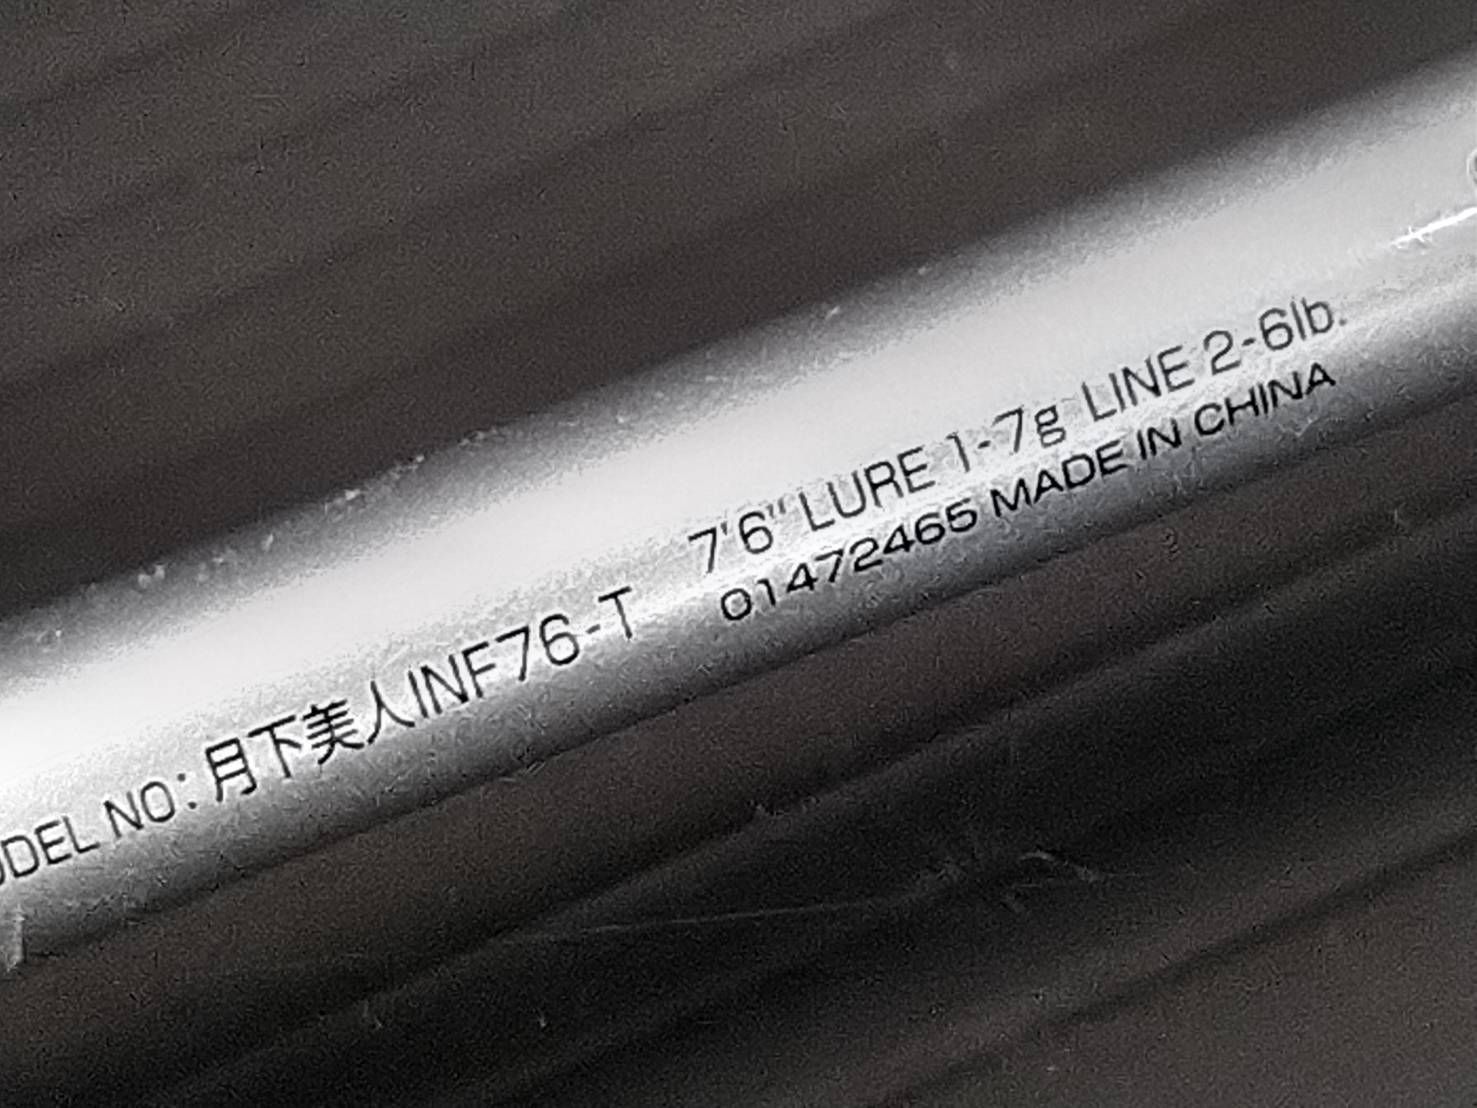 ODEL NO: 月下美人INF76-T 7'6" LURE 1-7g LINE 2-6lb.
01472465 MADE IN CHINA